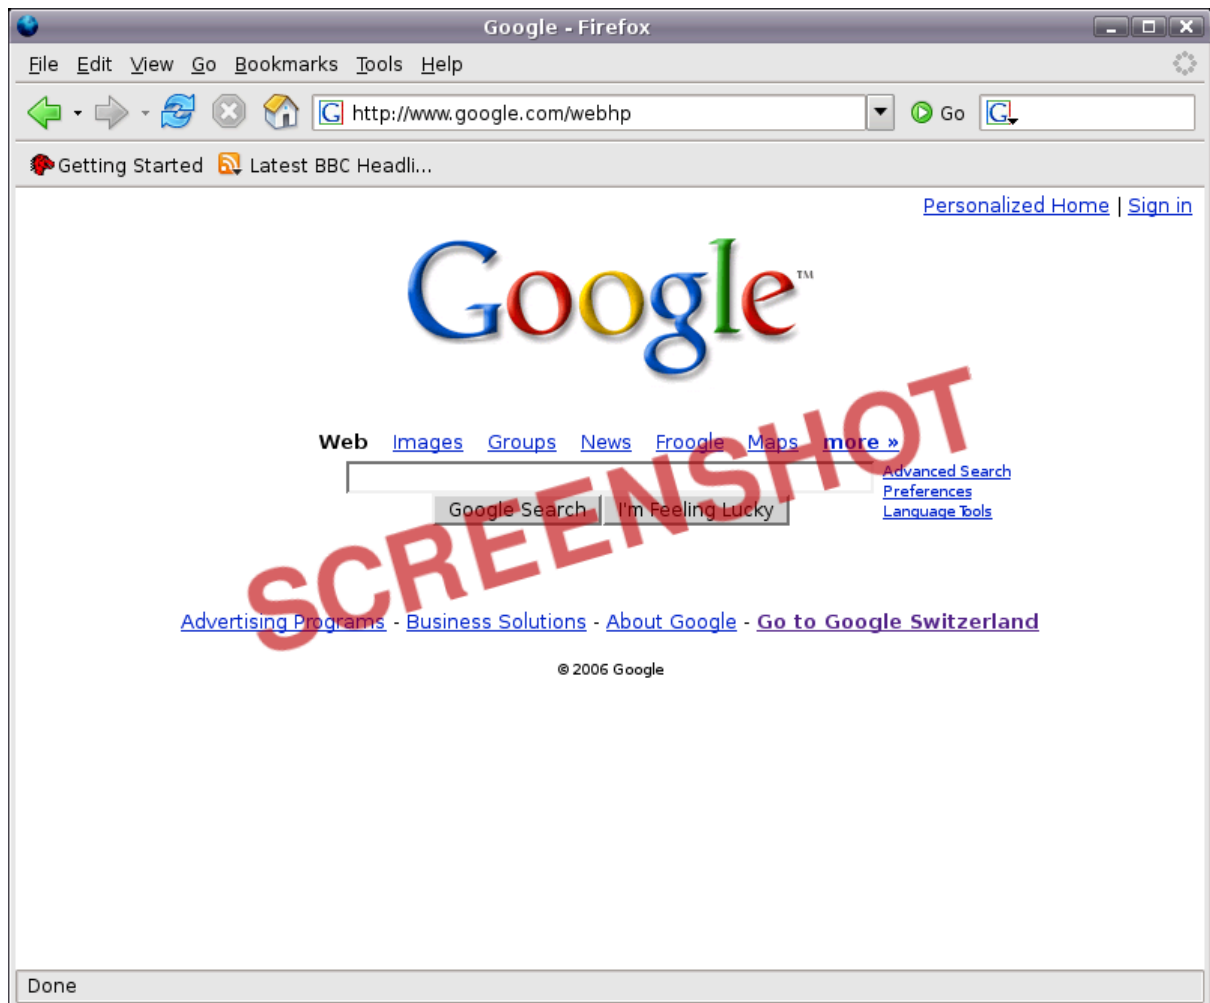 Google - Firefox
File Edit View Go Bookmarks Tools Help
G http://www.google.com/webhp Go G
Getting Started Latest BBC Headli...
Personalized Home | Sign in
Google™
Web Images Groups News Froogle Maps more »
Advanced Search
Preferences
Google Search I'm Feeling Lucky
Language Tools
SCREENSHOT
Advertising Programs - Business Solutions - About Google - Go to Google Switzerland
© 2006 Google
Done